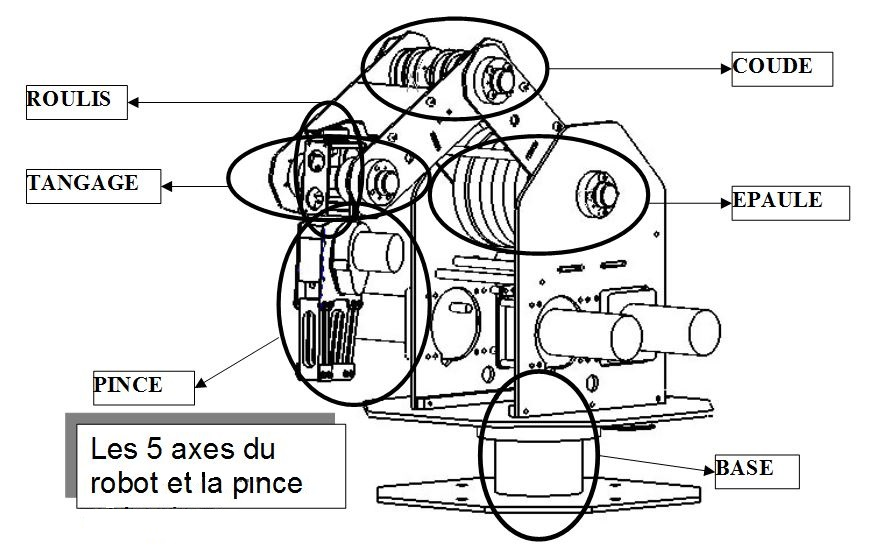 COUDE
ROULIS
TANGAGE
EPAULE
PINCE
Les 5 axes du
robot et la pince
BASE